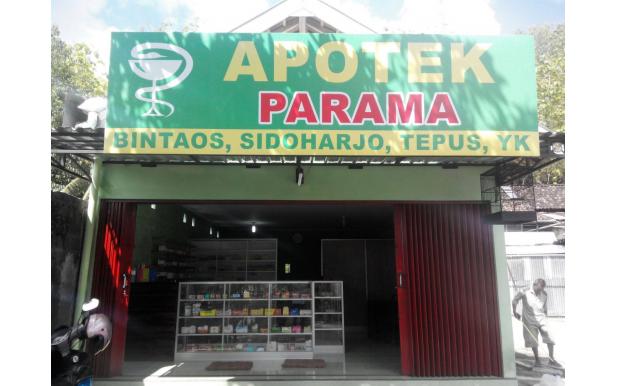 APOTEK
PARAMA
BINTAOS, SIDOHARJO, TEPUS, YK